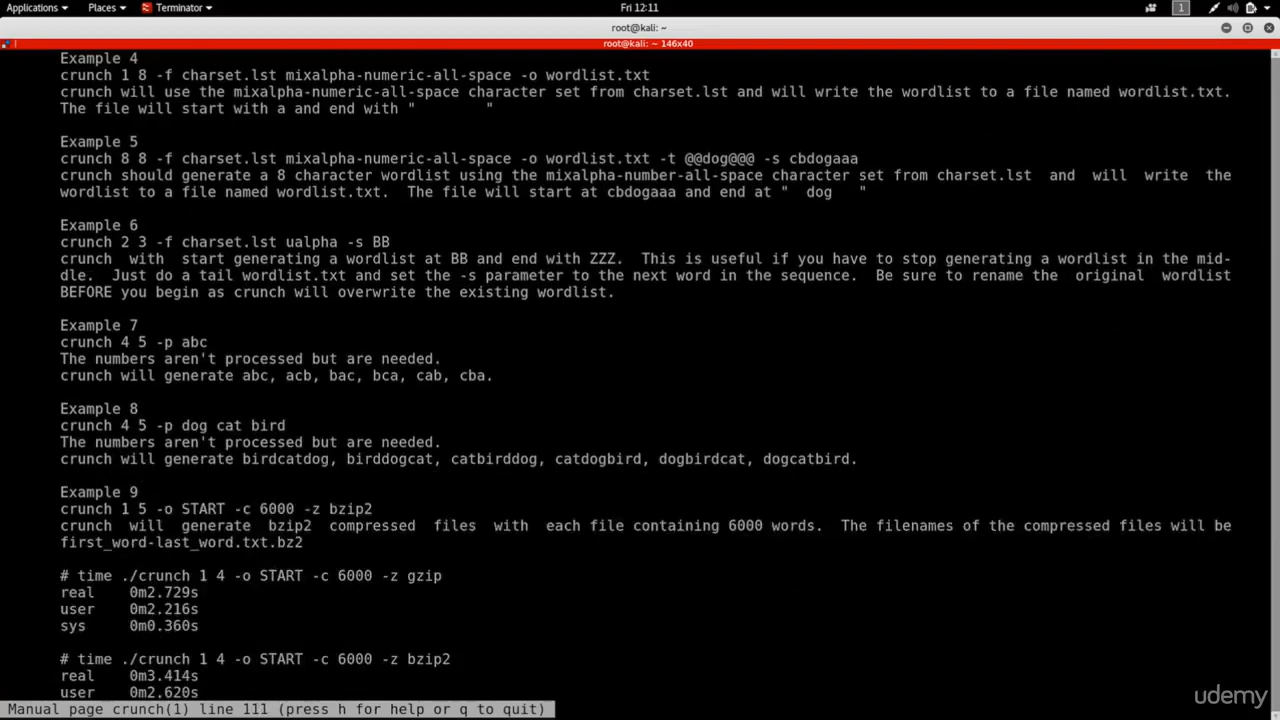 Applications Places Terminator Fri 12:11 1
root@kali: ~
root@kali: ~ 146x40
Example 4
crunch 1 8 -f charset.lst mixalpha-numeric-all-space -o wordlist.txt
crunch will use the mixalpha-numeric-all-space character set from charset.lst and will write the wordlist to a file named wordlist.txt.
The file will start with a and end with "        "
Example 5
crunch 8 8 -f charset.lst mixalpha-numeric-all-space -o wordlist.txt -t @@dog@@@ -s cbdogaaa
crunch should generate a 8 character wordlist using the mixalpha-number-all-space character set from charset.lst  and  will  write  the
wordlist to a file named wordlist.txt.  The file will start at cbdogaaa and end at "  dog   "
Example 6
crunch 2 3 -f charset.lst ualpha -s BB
crunch  with  start generating a wordlist at BB and end with ZZZ.  This is useful if you have to stop generating a wordlist in the mid-
dle.  Just do a tail wordlist.txt and set the -s parameter to the next word in the sequence.  Be sure to rename the  original  wordlist
BEFORE you begin as crunch will overwrite the existing wordlist.
Example 7
crunch 4 5 -p abc
The numbers aren't processed but are needed.
crunch will generate abc, acb, bac, bca, cab, cba.
Example 8
crunch 4 5 -p dog cat bird
The numbers aren't processed but are needed.
crunch will generate birdcatdog, birddogcat, catbirddog, catdogbird, dogbirdcat, dogcatbird.
Example 9
crunch 1 5 -o START -c 6000 -z bzip2
crunch  will  generate  bzip2  compressed  files  with  each file containing 6000 words.  The filenames of the compressed files will be
first_word-last_word.txt.bz2
# time ./crunch 1 4 -o START -c 6000 -z gzip
real    0m2.729s
user    0m2.216s
sys     0m0.360s
# time ./crunch 1 4 -o START -c 6000 -z bzip2
real    0m3.414s
user    0m2.620s
Manual page crunch(1) line 111 (press h for help or q to quit)
udemy